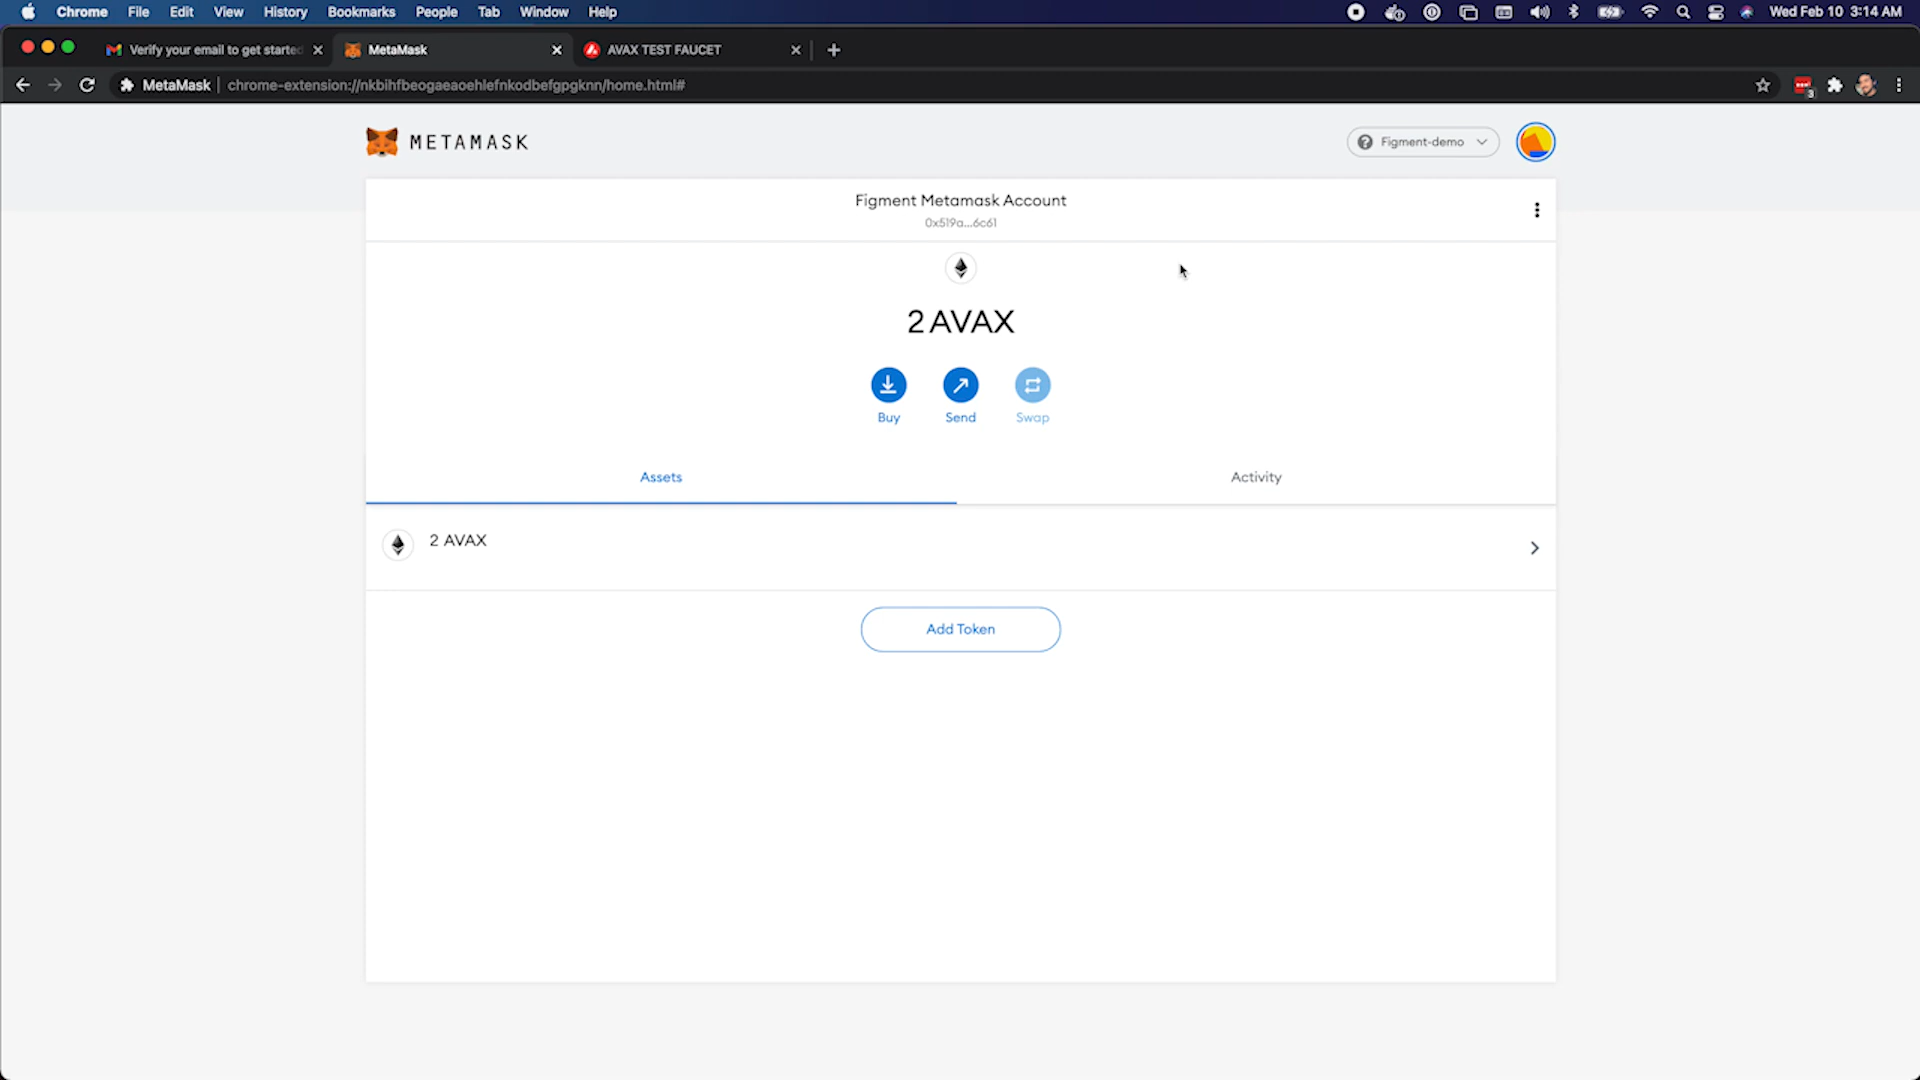 Chrome File Edit View History Bookmarks People Tab Window Help Wed Feb 10 3:14 AM
Verify your email to get started MetaMask AVAX TEST FAUCET
MetaMask chrome-extension://nkbihfbeogaeaoehlefnkodbefgpgknn/home.html# 3
METAMASK Figment-demo
Figment Metamask Account
0x519a...6c61
2 AVAX
Buy Send Swap
Assets Activity
2 AVAX
Add Token